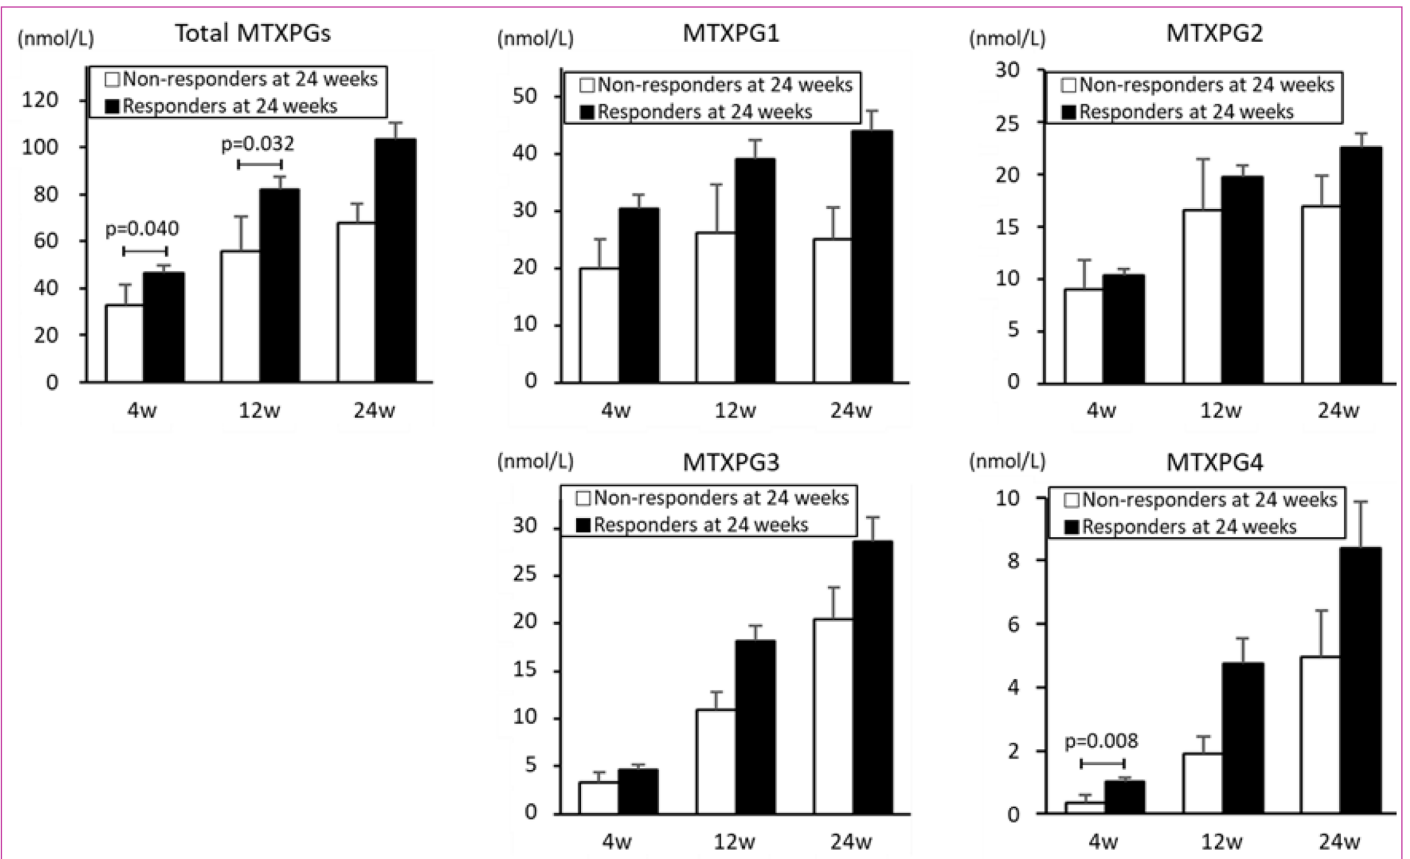 (nmol/L) Total MTXPGs
Non-responders at 24 weeks
Responders at 24 weeks
120
100
80
60
40
20
0
p=0.040
p=0.032
4w 12w 24w
(nmol/L) MTXPG1
Non-responders at 24 weeks
Responders at 24 weeks
50
40
30
20
10
0
4w 12w 24w
(nmol/L) MTXPG2
Non-responders at 24 weeks
Responders at 24 weeks
30
25
20
15
10
5
0
4w 12w 24w
(nmol/L) MTXPG3
Non-responders at 24 weeks
Responders at 24 weeks
30
25
20
15
10
5
0
4w 12w 24w
(nmol/L) MTXPG4
Non-responders at 24 weeks
Responders at 24 weeks
10
8
6
4
2
0
p=0.008
4w 12w 24w